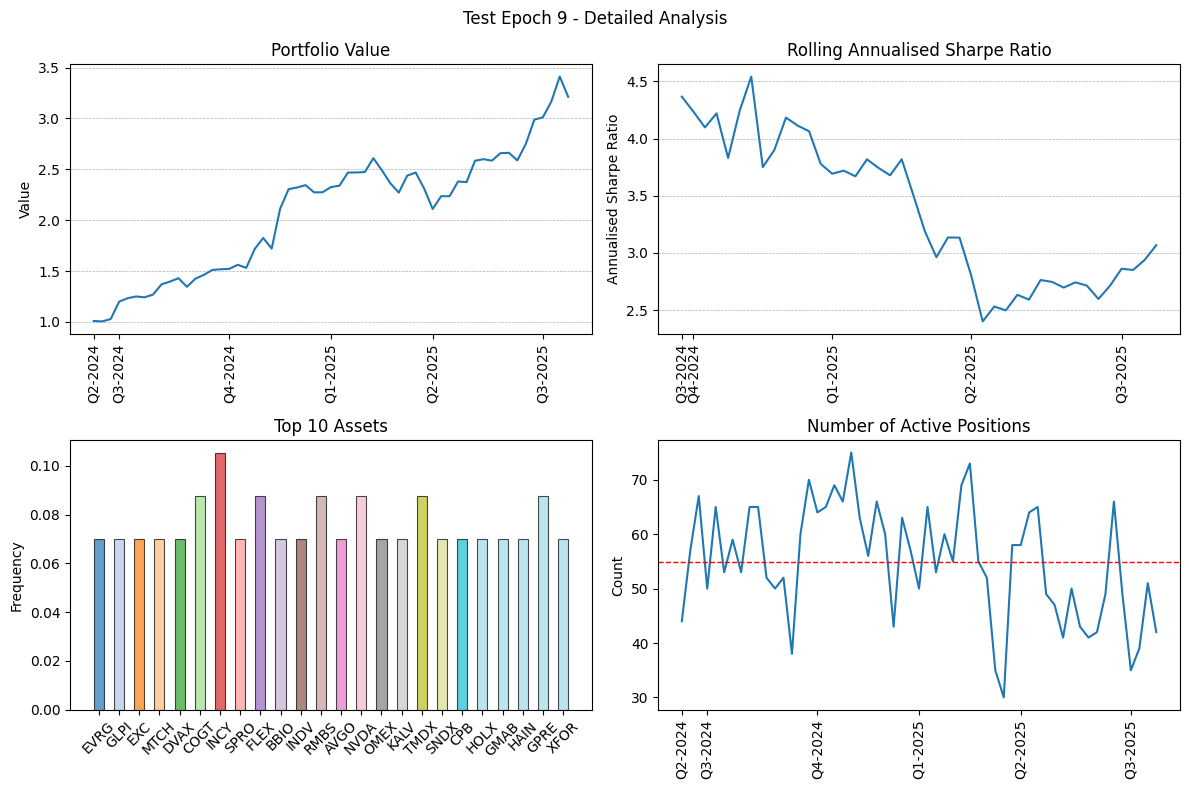 Test Epoch 9 - Detailed Analysis
Portfolio Value
Value
3.5
3.0
2.5
2.0
1.5
1.0
Q2-2024
Q3-2024
Q4-2024
Q1-2025
Q2-2025
Q3-2025
Rolling Annualised Sharpe Ratio
Annualised Sharpe Ratio
4.5
4.0
3.5
3.0
2.5
Q3-2024
Q4-2024
Q1-2025
Q2-2025
Q3-2025
Top 10 Assets
Frequency
0.10
0.08
0.06
0.04
0.02
0.00
EVRG
GLPI
EXC
MTCH
DVAX
COGT
INCY
SPRO
FLEX
BBIO
INDV
RMBS
AVGO
NVDA
OMEX
KALV
TMDX
SNDX
CPB
HOLX
GMAB
HAIN
GPRE
XFOR
Number of Active Positions
Count
70
60
50
40
30
Q2-2024
Q3-2024
Q4-2024
Q1-2025
Q2-2025
Q3-2025